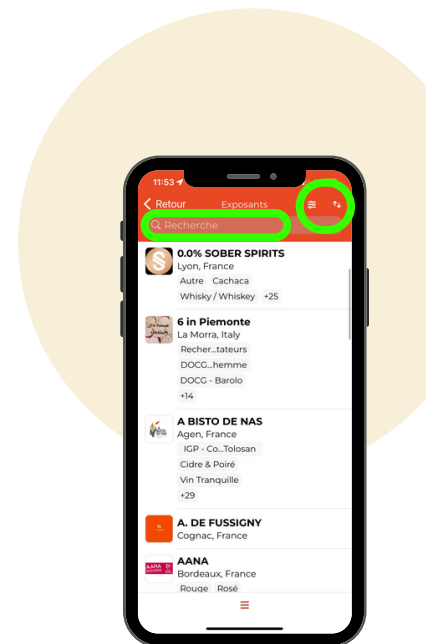 11:53
Retour Exposants
Recherche
0.0% SOBER SPIRITS
Lyon, France
Autre Cachaca
Whisky / Whiskey +25
6 in Piemonte
La Morra, Italy
Recher...tateurs
DOCG...hemme
DOCG - Barolo
+14
A BISTO DE NAS
Agen, France
IGP - Co...Tolosan
Cidre & Poiré
Vin Tranquille
+29
A. DE FUSSIGNY
Cognac, France
AANA
AANA
Bordeaux, France
Rouge Rosé